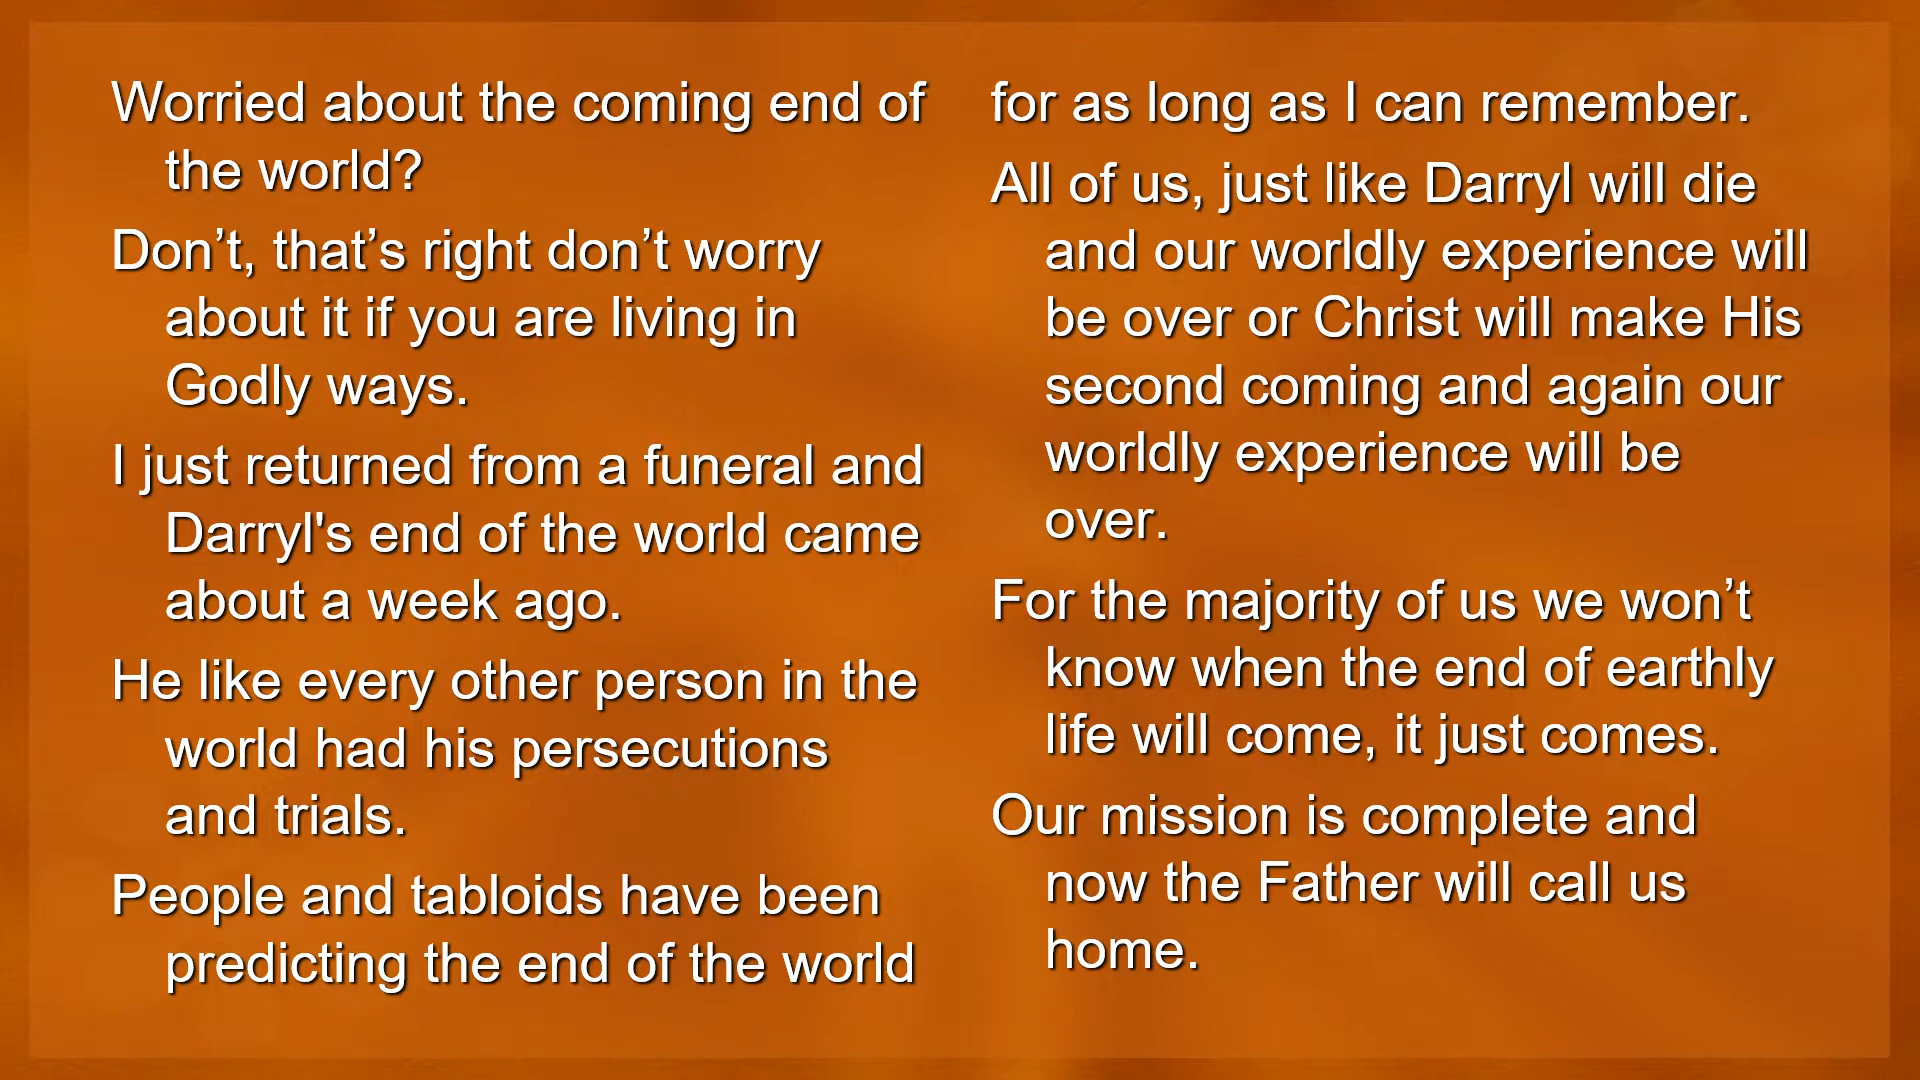 Worried about the coming end of
the world?
Don’t, that’s right don’t worry
about it if you are living in
Godly ways.
I just returned from a funeral and
Darryl's end of the world came
about a week ago.
He like every other person in the
world had his persecutions
and trials.
People and tabloids have been
predicting the end of the world
for as long as I can remember.
All of us, just like Darryl will die
and our worldly experience will
be over or Christ will make His
second coming and again our
worldly experience will be
over.
For the majority of us we won’t
know when the end of earthly
life will come, it just comes.
Our mission is complete and
now the Father will call us
home.